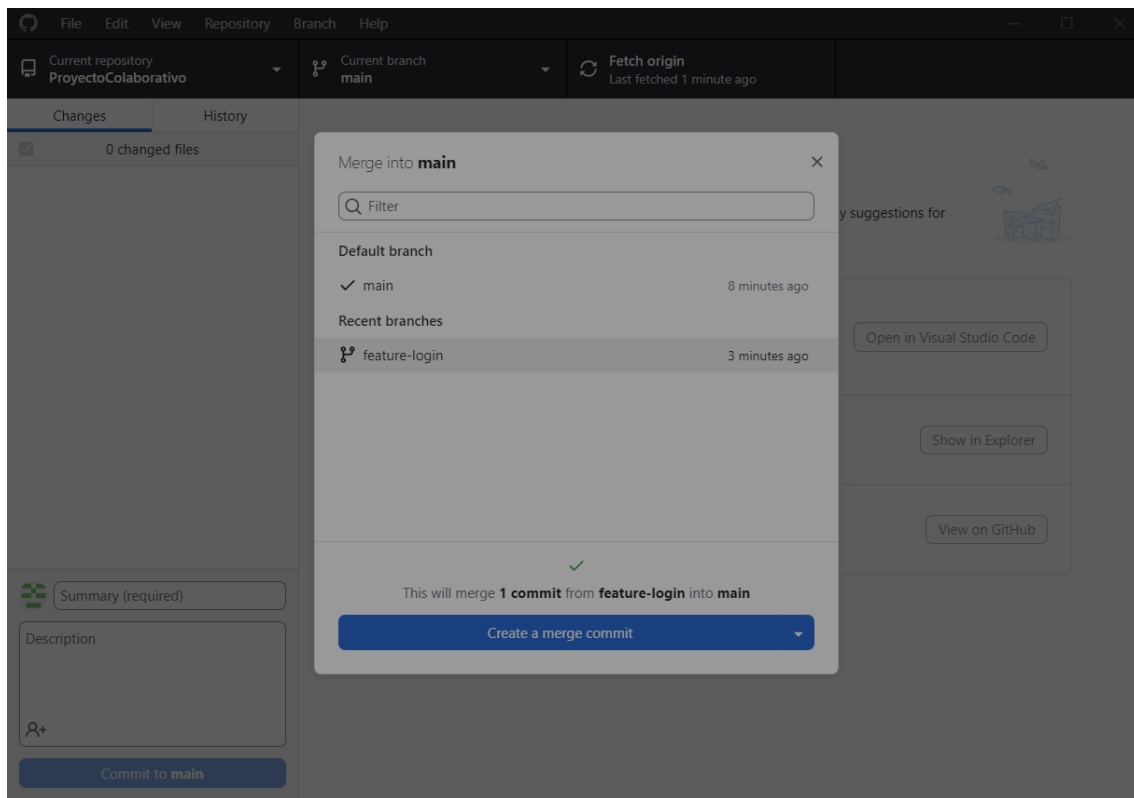 File Edit View Repository Branch Help
Current repository
ProyectoColaborativo
Current branch
main
Fetch origin
Last fetched 1 minute ago
Changes History
0 changed files
Merge into main
Filter
y suggestions for
Default branch
main 8 minutes ago
Recent branches
feature-login 3 minutes ago
Open in Visual Studio Code
Show in Explorer
View on GitHub
This will merge 1 commit from feature-login into main
Create a merge commit
Summary (required)
Description
Commit to main